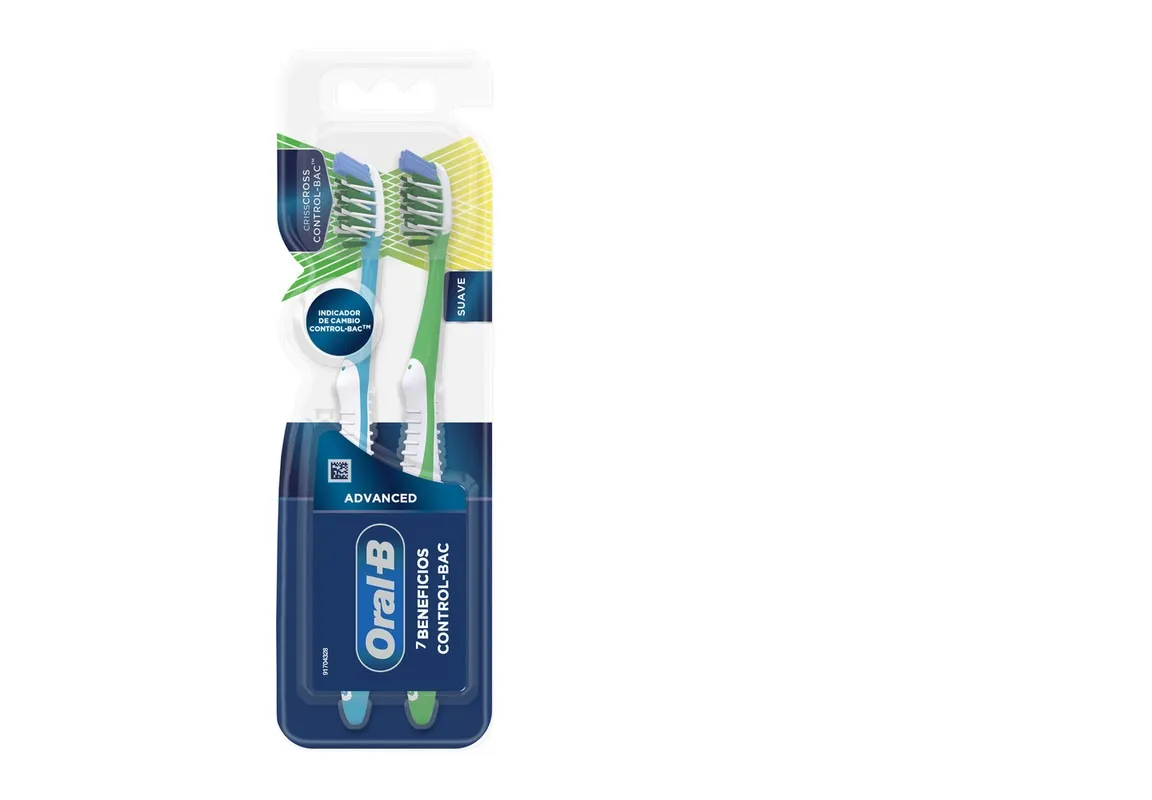 CRISSCROSS
CONTROL-BAC™
SUAVE
INDICADOR
DE CAMBIO
CONTROL-BAC™
ADVANCED
Oral-B
7 BENEFICIOS
CONTROL-BAC
91704328